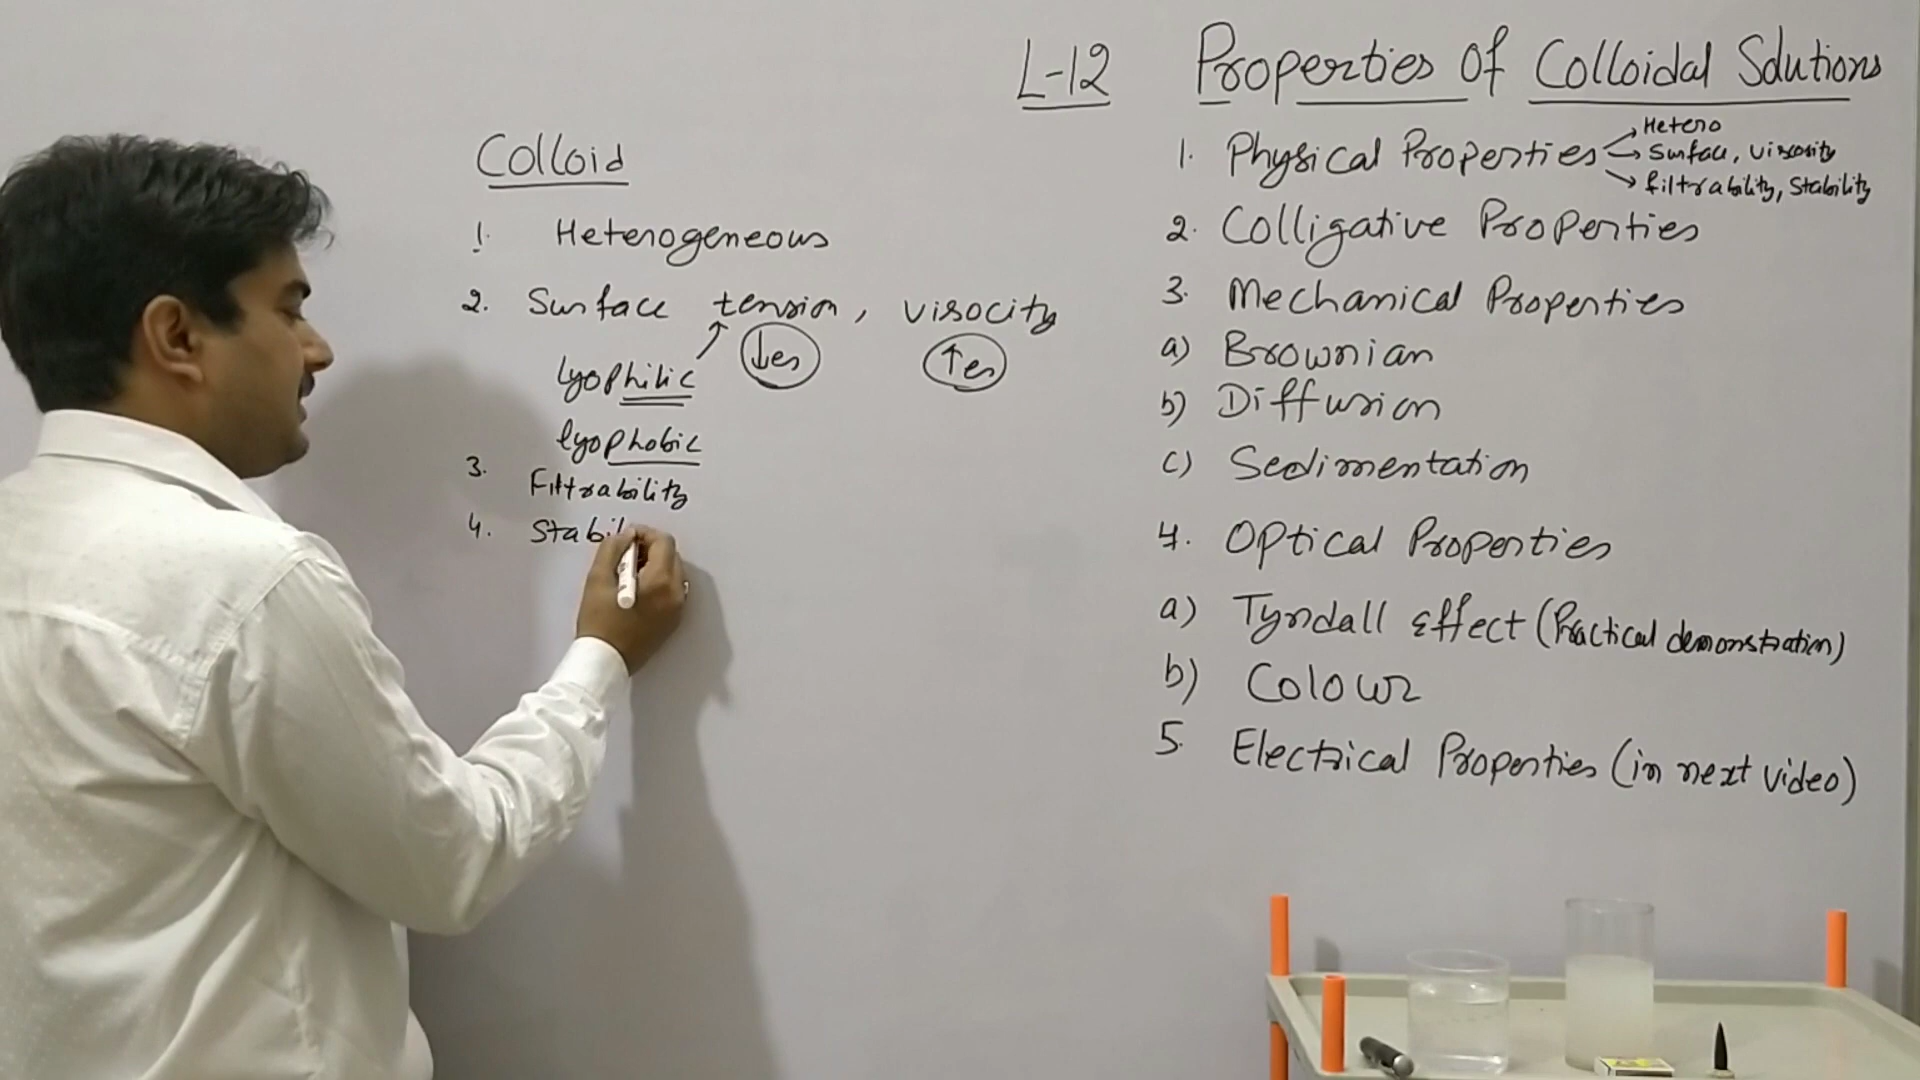 L-12 Properties Of Colloidal Solutions
Colloid
1. Heterogeneous
2. Surface tension, visocity
↓es ↑es
lyophilic
lyophobic
3. Filtrability
4. Stabil
1. Physical Properties → Hetero
→ Surface, viscosity
→ filtrability, Stability
2. Colligative Properties
3. Mechanical Properties
a) Brownian
b) Diffusion
c) Sedimentation
4. Optical Properties
a) Tyndall Effect (Practical demonstration)
b) Colour
5. Electrical Properties (in next video)